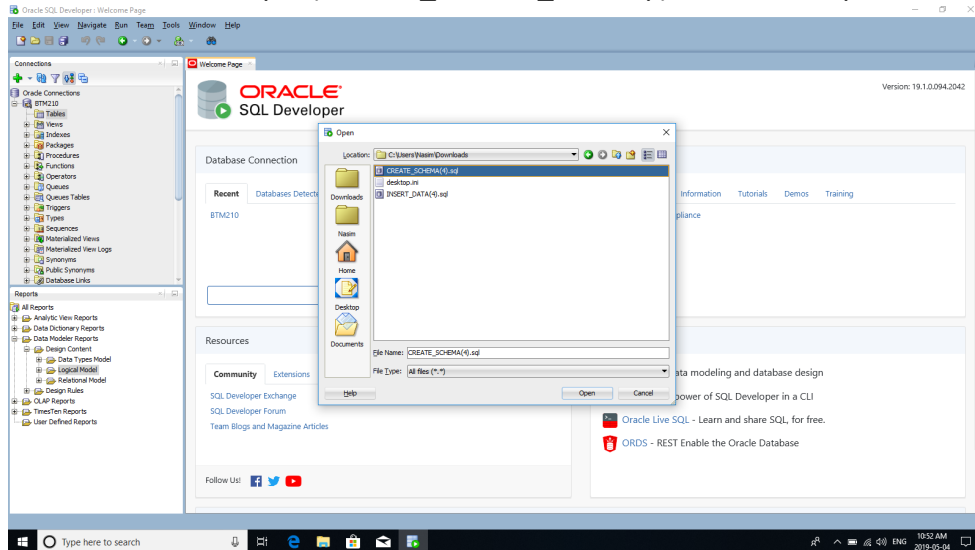 Oracle SQL Developer : Welcome Page
File Edit View Navigate Run Team Tools Window Help
Connections
Oracle Connections
BTM210
Tables
Views
Indexes
Packages
Procedures
Functions
Operators
Queues
Queues Tables
Triggers
Types
Sequences
Materialized Views
Materialized View Logs
Synonyms
Public Synonyms
Database Links
Reports
All Reports
Analytic View Reports
Data Dictionary Reports
Data Modeler Reports
Design Content
Data Types Model
Logical Model
Relational Model
Design Rules
OLAP Reports
TimesTen Reports
User Defined Reports
Welcome Page
ORACLE
SQL Developer
Version: 19.1.0.094.2042
Database Connection
Recent Databases Detecte
BTM210
Information Tutorials Demos Training
pliance
Open
Location: C:\Users\Nasim\Downloads
Downloads
Nasim
Home
Desktop
Documents
CREATE_SCHEMA(4).sql
desktop.ini
INSERT_DATA(4).sql
File Name: CREATE_SCHEMA(4).sql
File Type: All files (*.*)
Help Open Cancel
Resources
Community Extensions
SQL Developer Exchange
SQL Developer Forum
Team Blogs and Magazine Articles
Follow Us!
ata modeling and database design
power of SQL Developer in a CLI
Oracle Live SQL - Learn and share SQL, for free.
ORDS - REST Enable the Oracle Database
Type here to search
ENG
10:52 AM
2019-05-04